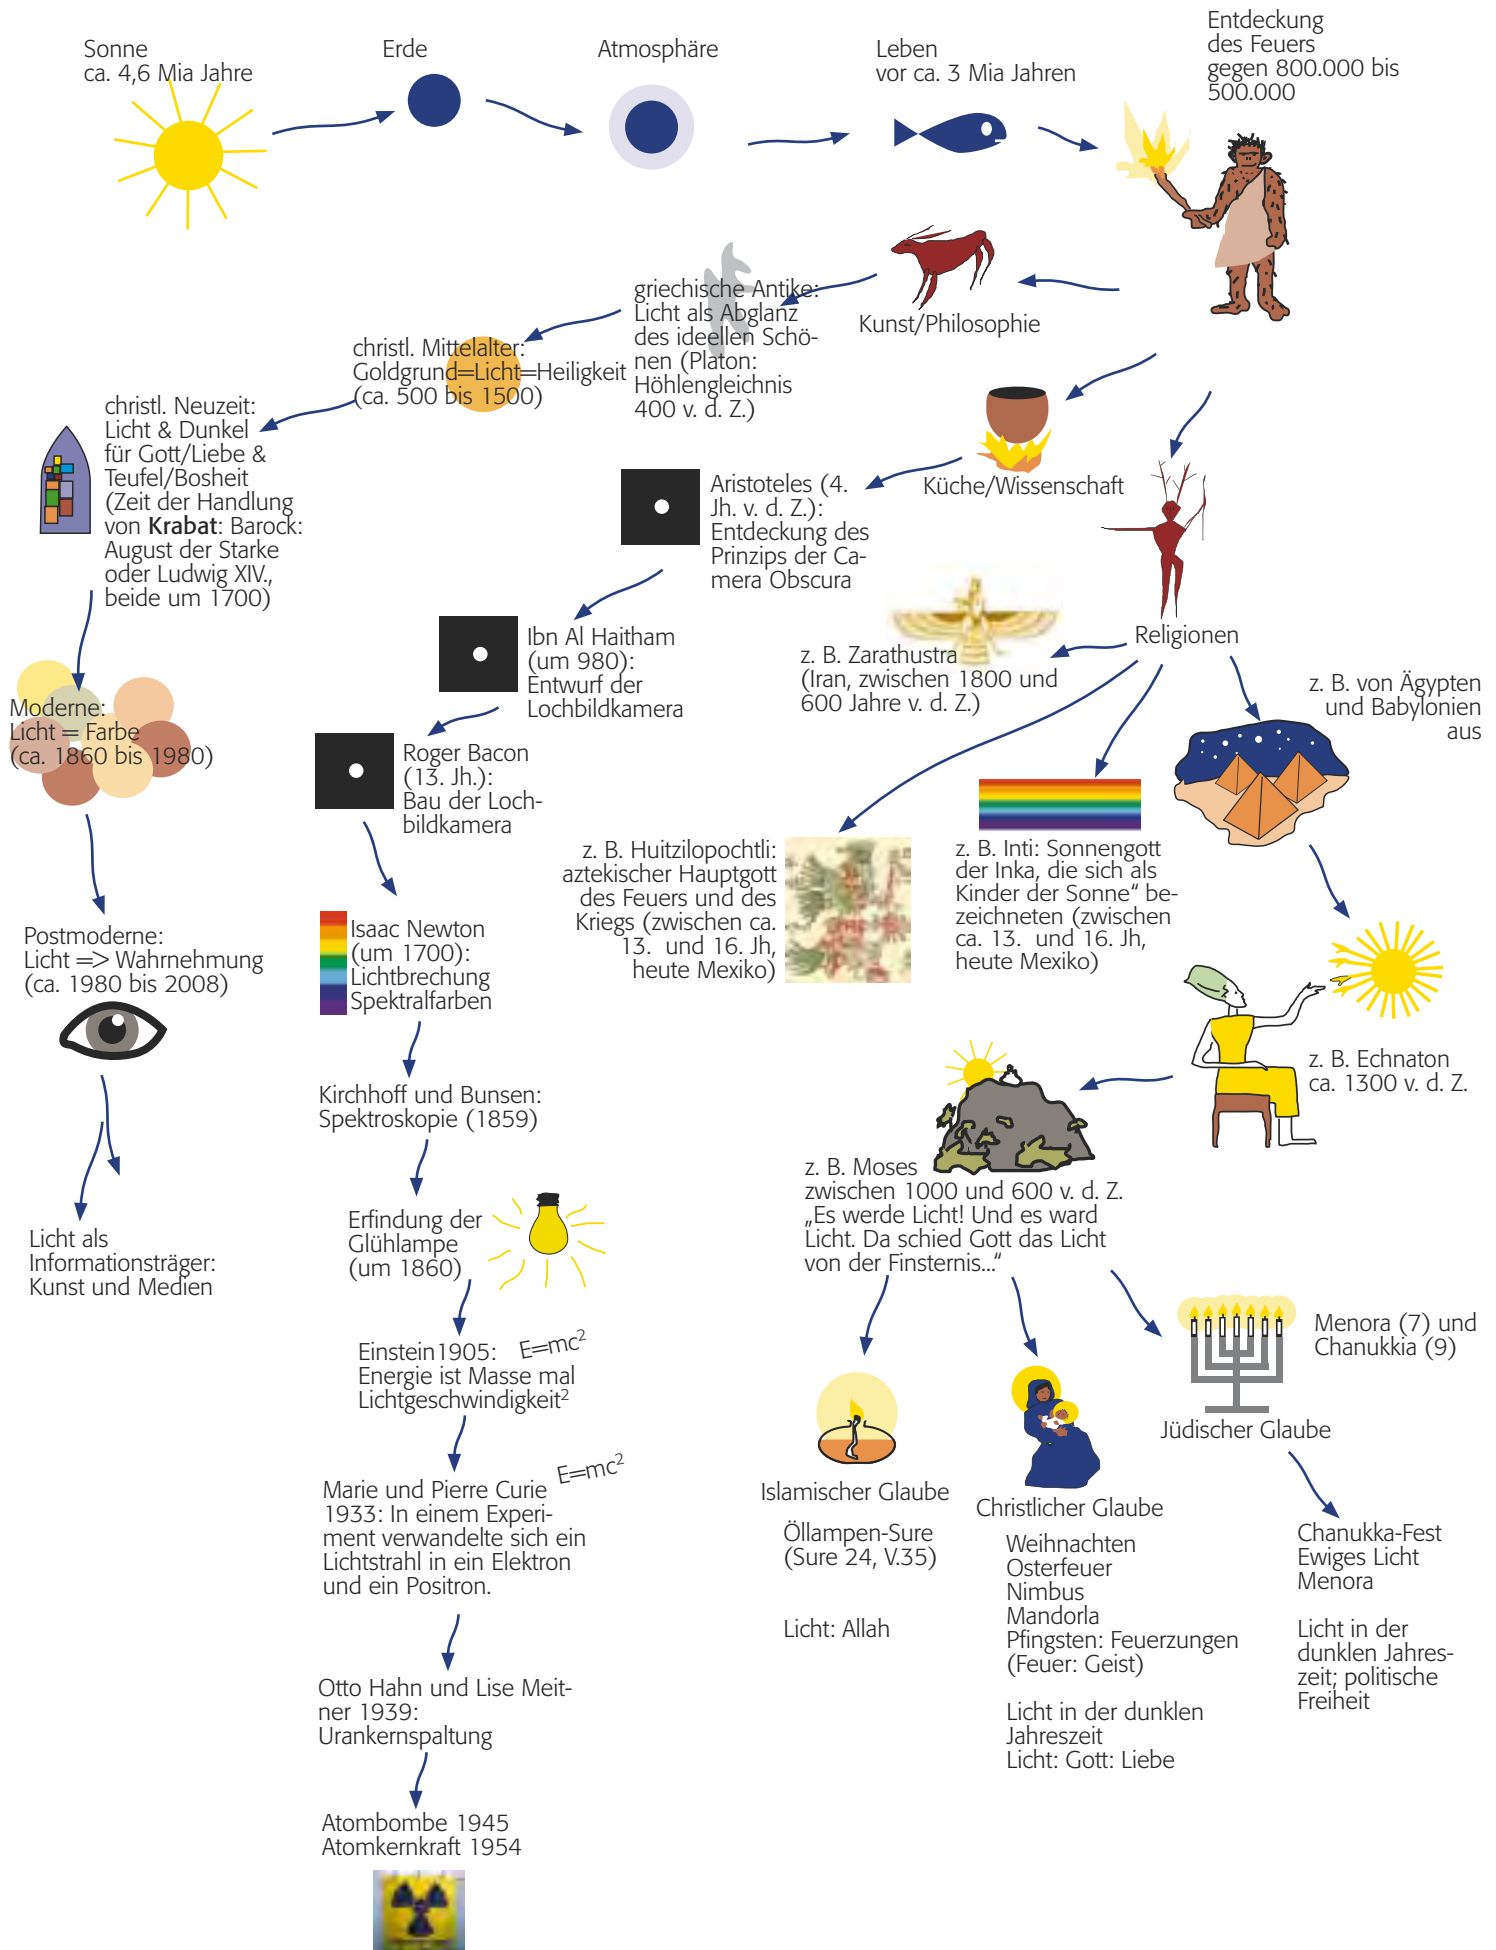 Sonne
ca. 4,6 Mia Jahre
Erde
Atmosphäre
Leben
vor ca. 3 Mia Jahren
Entdeckung
des Feuers
gegen 800.000 bis
500.000
Kunst/Philosophie
griechische Antike:
Licht als Abglanz
des ideellen Schö-
nen (Platon:
Höhlengleichnis
400 v. d. Z.)
christl. Mittelalter:
Goldgrund=Licht=Heiligkeit
(ca. 500 bis 1500)
christl. Neuzeit:
Licht & Dunkel
für Gott/Liebe &
Teufel/Bosheit
(Zeit der Handlung
von Krabat: Barock:
August der Starke
oder Ludwig XIV.,
beide um 1700)
Moderne:
Licht = Farbe
(ca. 1860 bis 1980)
Postmoderne:
Licht => Wahrnehmung
(ca. 1980 bis 2008)
Licht als
Informationsträger:
Kunst und Medien
Küche/Wissenschaft
Aristoteles (4.
Jh. v. d. Z.):
Entdeckung des
Prinzips der Ca-
mera Obscura
Ibn Al Haitham
(um 980):
Entwurf der
Lochbildkamera
Roger Bacon
(13. Jh.):
Bau der Loch-
bildkamera
Isaac Newton
(um 1700):
Lichtbrechung
Spektralfarben
Kirchhoff und Bunsen:
Spektroskopie (1859)
Erfindung der
Glühlampe
(um 1860)
Einstein1905: E=mc²
Energie ist Masse mal
Lichtgeschwindigkeit²
E=mc²
Marie und Pierre Curie
1933: In einem Experi-
ment verwandelte sich ein
Lichtstrahl in ein Elektron
und ein Positron.
Otto Hahn und Lise Meit-
ner 1939:
Urankernspaltung
Atombombe 1945
Atomkernkraft 1954
Religionen
z. B. Zarathustra
(Iran, zwischen 1800 und
600 Jahre v. d. Z.)
z. B. Huitzilopochtli:
aztekischer Hauptgott
des Feuers und des
Kriegs (zwischen ca.
13. und 16. Jh,
heute Mexiko)
z. B. Inti: Sonnengott
der Inka, die sich als
Kinder der Sonne“ be-
zeichneten (zwischen
ca. 13. und 16. Jh,
heute Mexiko)
z. B. von Ägypten
und Babylonien
aus
z. B. Echnaton
ca. 1300 v. d. Z.
z. B. Moses
zwischen 1000 und 600 v. d. Z.
„Es werde Licht! Und es ward
Licht. Da schied Gott das Licht
von der Finsternis...“
Islamischer Glaube
Öllampen-Sure
(Sure 24, V.35)
Licht: Allah
Christlicher Glaube
Weihnachten
Osterfeuer
Nimbus
Mandorla
Pfingsten: Feuerzungen
(Feuer: Geist)
Licht in der dunklen
Jahreszeit
Licht: Gott: Liebe
Menora (7) und
Chanukkia (9)
Jüdischer Glaube
Chanukka-Fest
Ewiges Licht
Menora
Licht in der
dunklen Jahres-
zeit; politische
Freiheit